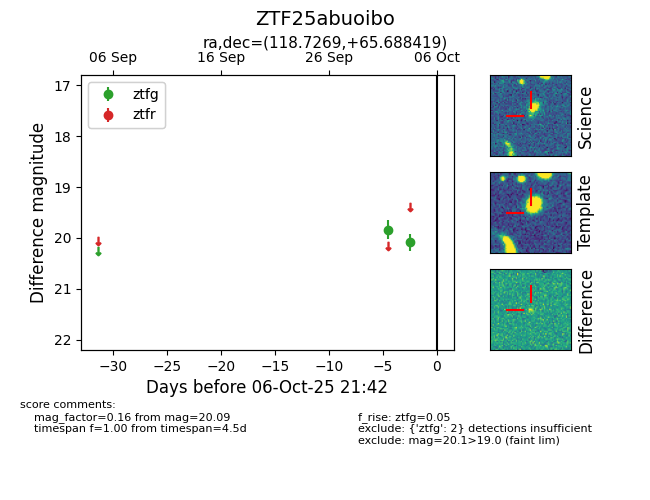 ZTF25abuoibo
ra,dec=(118.7269,+65.688419)
06 Sep 16 Sep 26 Sep 06 Oct
ztfg
ztfr
17
18
19
20
21
22
Difference magnitude
−30 −25 −20 −15 −10 −5 0
Days before 06-Oct-25 21:42
Science
Template
Difference
score comments:
mag_factor=0.16 from mag=20.09
timespan f=1.00 from timespan=4.5d
f_rise: ztfg=0.05
exclude: {'ztfg': 2} detections insufficient
exclude: mag=20.1>19.0 (faint lim)